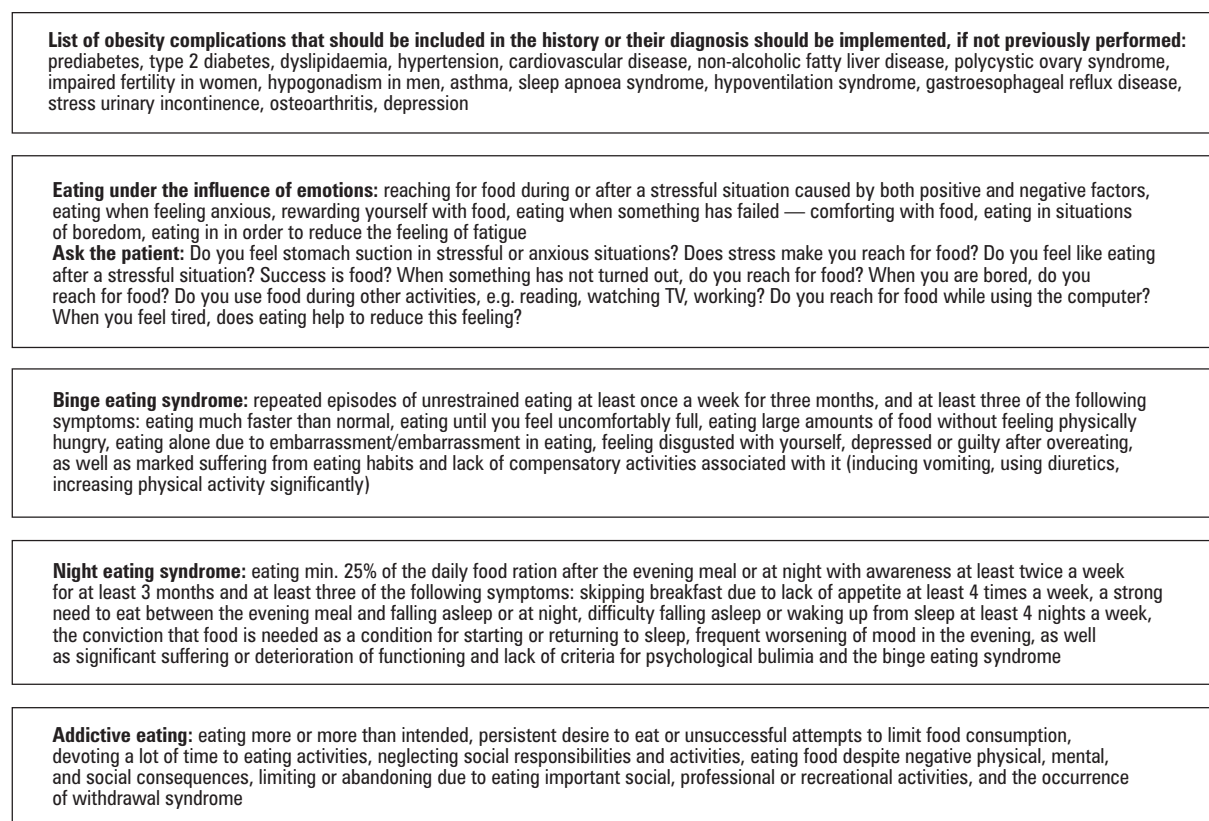 List of obesity complications that should be included in the history or their diagnosis should be implemented, if not previously performed:
prediabetes, type 2 diabetes, dyslipidaemia, hypertension, cardiovascular disease, non-alcoholic fatty liver disease, polycystic ovary syndrome,
impaired fertility in women, hypogonadism in men, asthma, sleep apnoea syndrome, hypoventilation syndrome, gastroesophageal reflux disease,
stress urinary incontinence, osteoarthritis, depression
Eating under the influence of emotions: reaching for food during or after a stressful situation caused by both positive and negative factors,
eating when feeling anxious, rewarding yourself with food, eating when something has failed — comforting with food, eating in situations
of boredom, eating in in order to reduce the feeling of fatigue
Ask the patient: Do you feel stomach suction in stressful or anxious situations? Does stress make you reach for food? Do you feel like eating
after a stressful situation? Success is food? When something has not turned out, do you reach for food? When you are bored, do you
reach for food? Do you use food during other activities, e.g. reading, watching TV, working? Do you reach for food while using the computer?
When you feel tired, does eating help to reduce this feeling?
Binge eating syndrome: repeated episodes of unrestrained eating at least once a week for three months, and at least three of the following
symptoms: eating much faster than normal, eating until you feel uncomfortably full, eating large amounts of food without feeling physically
hungry, eating alone due to embarrassment/embarrassment in eating, feeling disgusted with yourself, depressed or guilty after overeating,
as well as marked suffering from eating habits and lack of compensatory activities associated with it (inducing vomiting, using diuretics,
increasing physical activity significantly)
Night eating syndrome: eating min. 25% of the daily food ration after the evening meal or at night with awareness at least twice a week
for at least 3 months and at least three of the following symptoms: skipping breakfast due to lack of appetite at least 4 times a week, a strong
need to eat between the evening meal and falling asleep or at night, difficulty falling asleep or waking up from sleep at least 4 nights a week,
the conviction that food is needed as a condition for starting or returning to sleep, frequent worsening of mood in the evening, as well
as significant suffering or deterioration of functioning and lack of criteria for psychological bulimia and the binge eating syndrome
Addictive eating: eating more or more than intended, persistent desire to eat or unsuccessful attempts to limit food consumption,
devoting a lot of time to eating activities, neglecting social responsibilities and activities, eating food despite negative physical, mental,
and social consequences, limiting or abandoning due to eating important social, professional or recreational activities, and the occurrence
of withdrawal syndrome